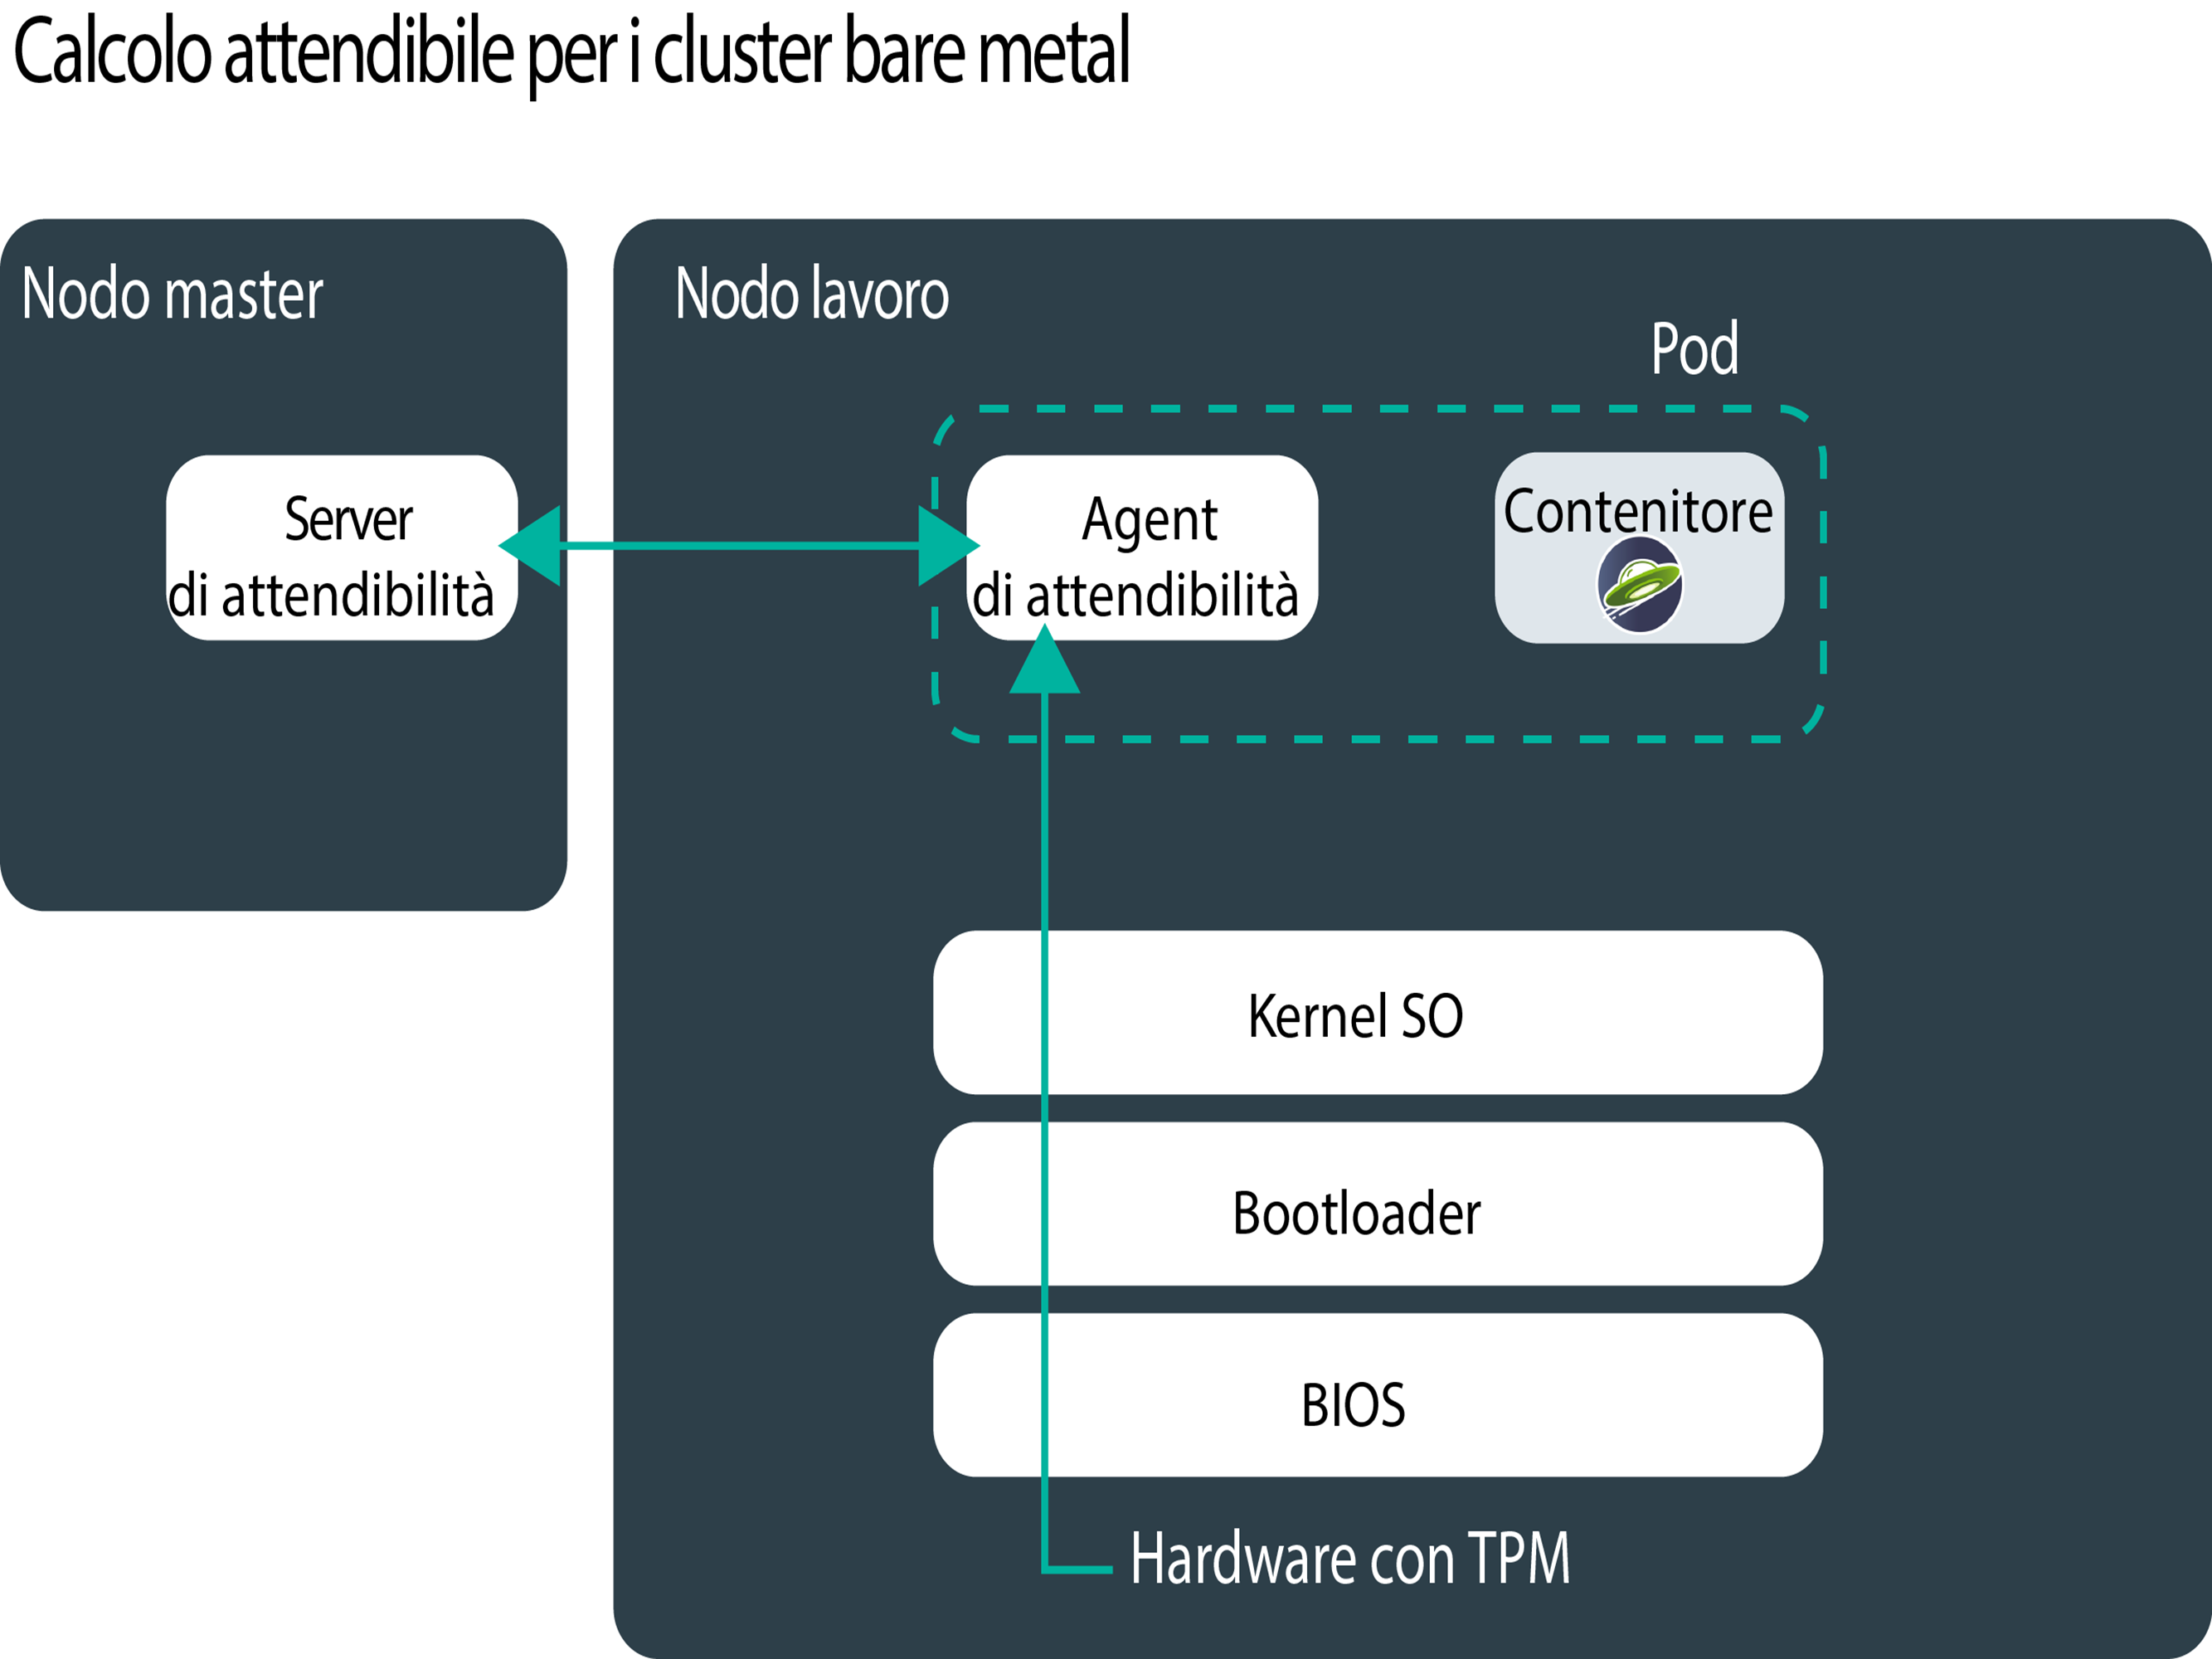 Calcolo attendibile per i cluster bare metal
Nodo master
Server
di attendibilità
Nodo lavoro
Pod
Agent
di attendibilità
Contenitore
Kernel SO
Bootloader
BIOS
Hardware con TPM